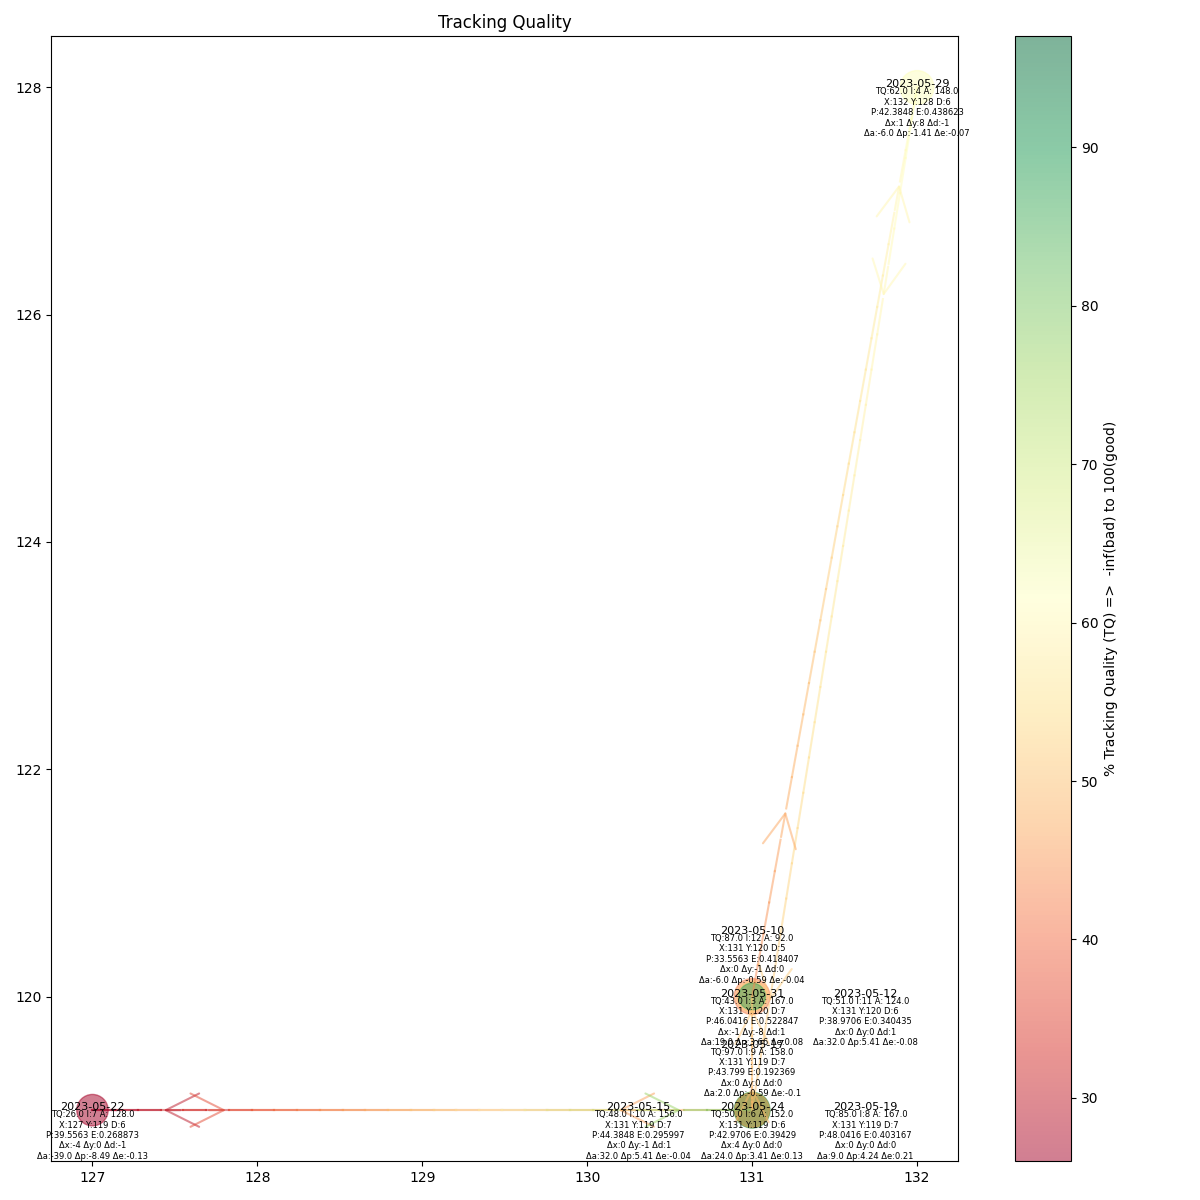 Tracking Quality
128
126
124
122
120
127
128
129
130
131
132
2023-05-29
TQ:62.0 I:4 A: 148.0
X:132 Y:128 D:6
P:42.3848 E:0.438623
Δx:1 Δy:8 Δd:-1
Δa:-6.0 Δp:-1.41 Δe:-0.07
2023-05-10
TQ:87.0 I:12 A: 92.0
X:131 Y:120 D:5
P:33.5563 E:0.418407
Δx:0 Δy:-1 Δd:0
Δa:-6.0 Δp:-0.59 Δe:-0.04
2023-05-31
TQ:43.0 I:3 A: 167.0
X:131 Y:120 D:7
P:46.0416 E:0.522847
Δx:-1 Δy:-8 Δd:1
Δa:19.0 Δp:3.66 Δe:0.08
2023-05-12
TQ:51.0 I:11 A: 124.0
X:131 Y:120 D:6
P:38.9706 E:0.340435
Δx:0 Δy:0 Δd:1
Δa:32.0 Δp:5.41 Δe:-0.08
2023-05-17
TQ:97.0 I:9 A: 158.0
X:131 Y:119 D:7
P:43.799 E:0.192369
Δx:0 Δy:0 Δd:0
Δa:2.0 Δp:-0.59 Δe:-0.1
2023-05-22
TQ:26.0 I:7 A: 128.0
X:127 Y:119 D:6
P:39.5563 E:0.268873
Δx:-4 Δy:0 Δd:-1
Δa:-39.0 Δp:-8.49 Δe:-0.13
2023-05-15
TQ:48.0 I:10 A: 156.0
X:131 Y:119 D:7
P:44.3848 E:0.295997
Δx:0 Δy:-1 Δd:1
Δa:32.0 Δp:5.41 Δe:-0.04
2023-05-24
TQ:50.0 I:6 A: 152.0
X:131 Y:119 D:6
P:42.9706 E:0.39429
Δx:4 Δy:0 Δd:0
Δa:24.0 Δp:3.41 Δe:0.13
2023-05-19
TQ:85.0 I:8 A: 167.0
X:131 Y:119 D:7
P:48.0416 E:0.403167
Δx:0 Δy:0 Δd:0
Δa:9.0 Δp:4.24 Δe:0.21
90
80
70
60
50
40
30
% Tracking Quality (TQ) =>  -inf(bad) to 100(good)